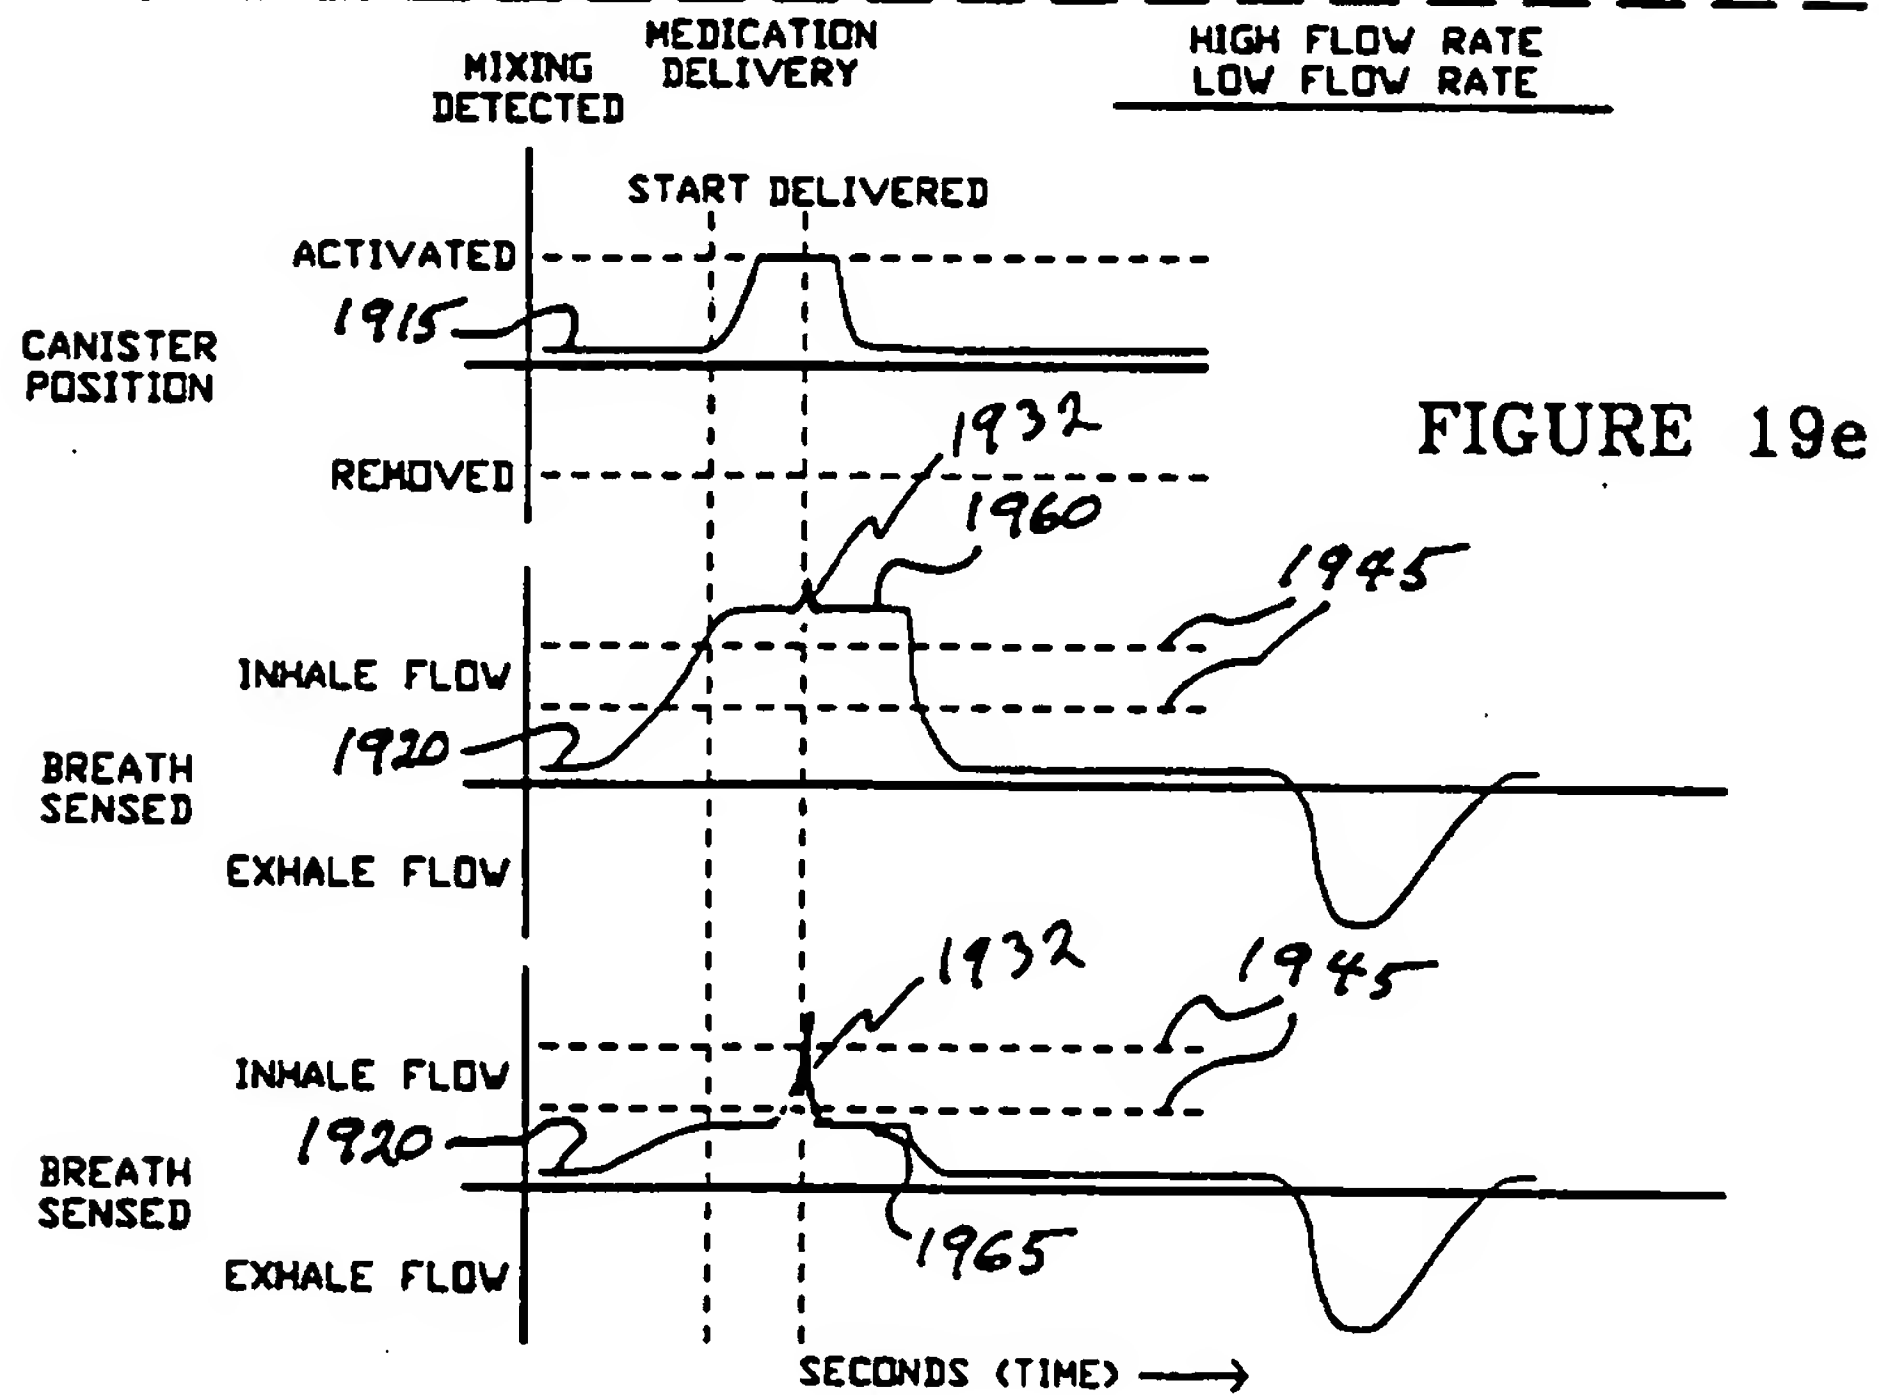 MEDICATION
DELIVERY
HIGH FLOW RATE
LOW FLOW RATE
MIXING
DETECTED
START DELIVERED
ACTIVATED
1915
CANISTER
POSITION
REMOVED
1932
FIGURE 19e
1960
1945
INHALE FLOW
1920
BREATH
SENSED
EXHALE FLOW
1932
1945
INHALE FLOW
1920
BREATH
SENSED
1965
EXHALE FLOW
SECONDS (TIME)